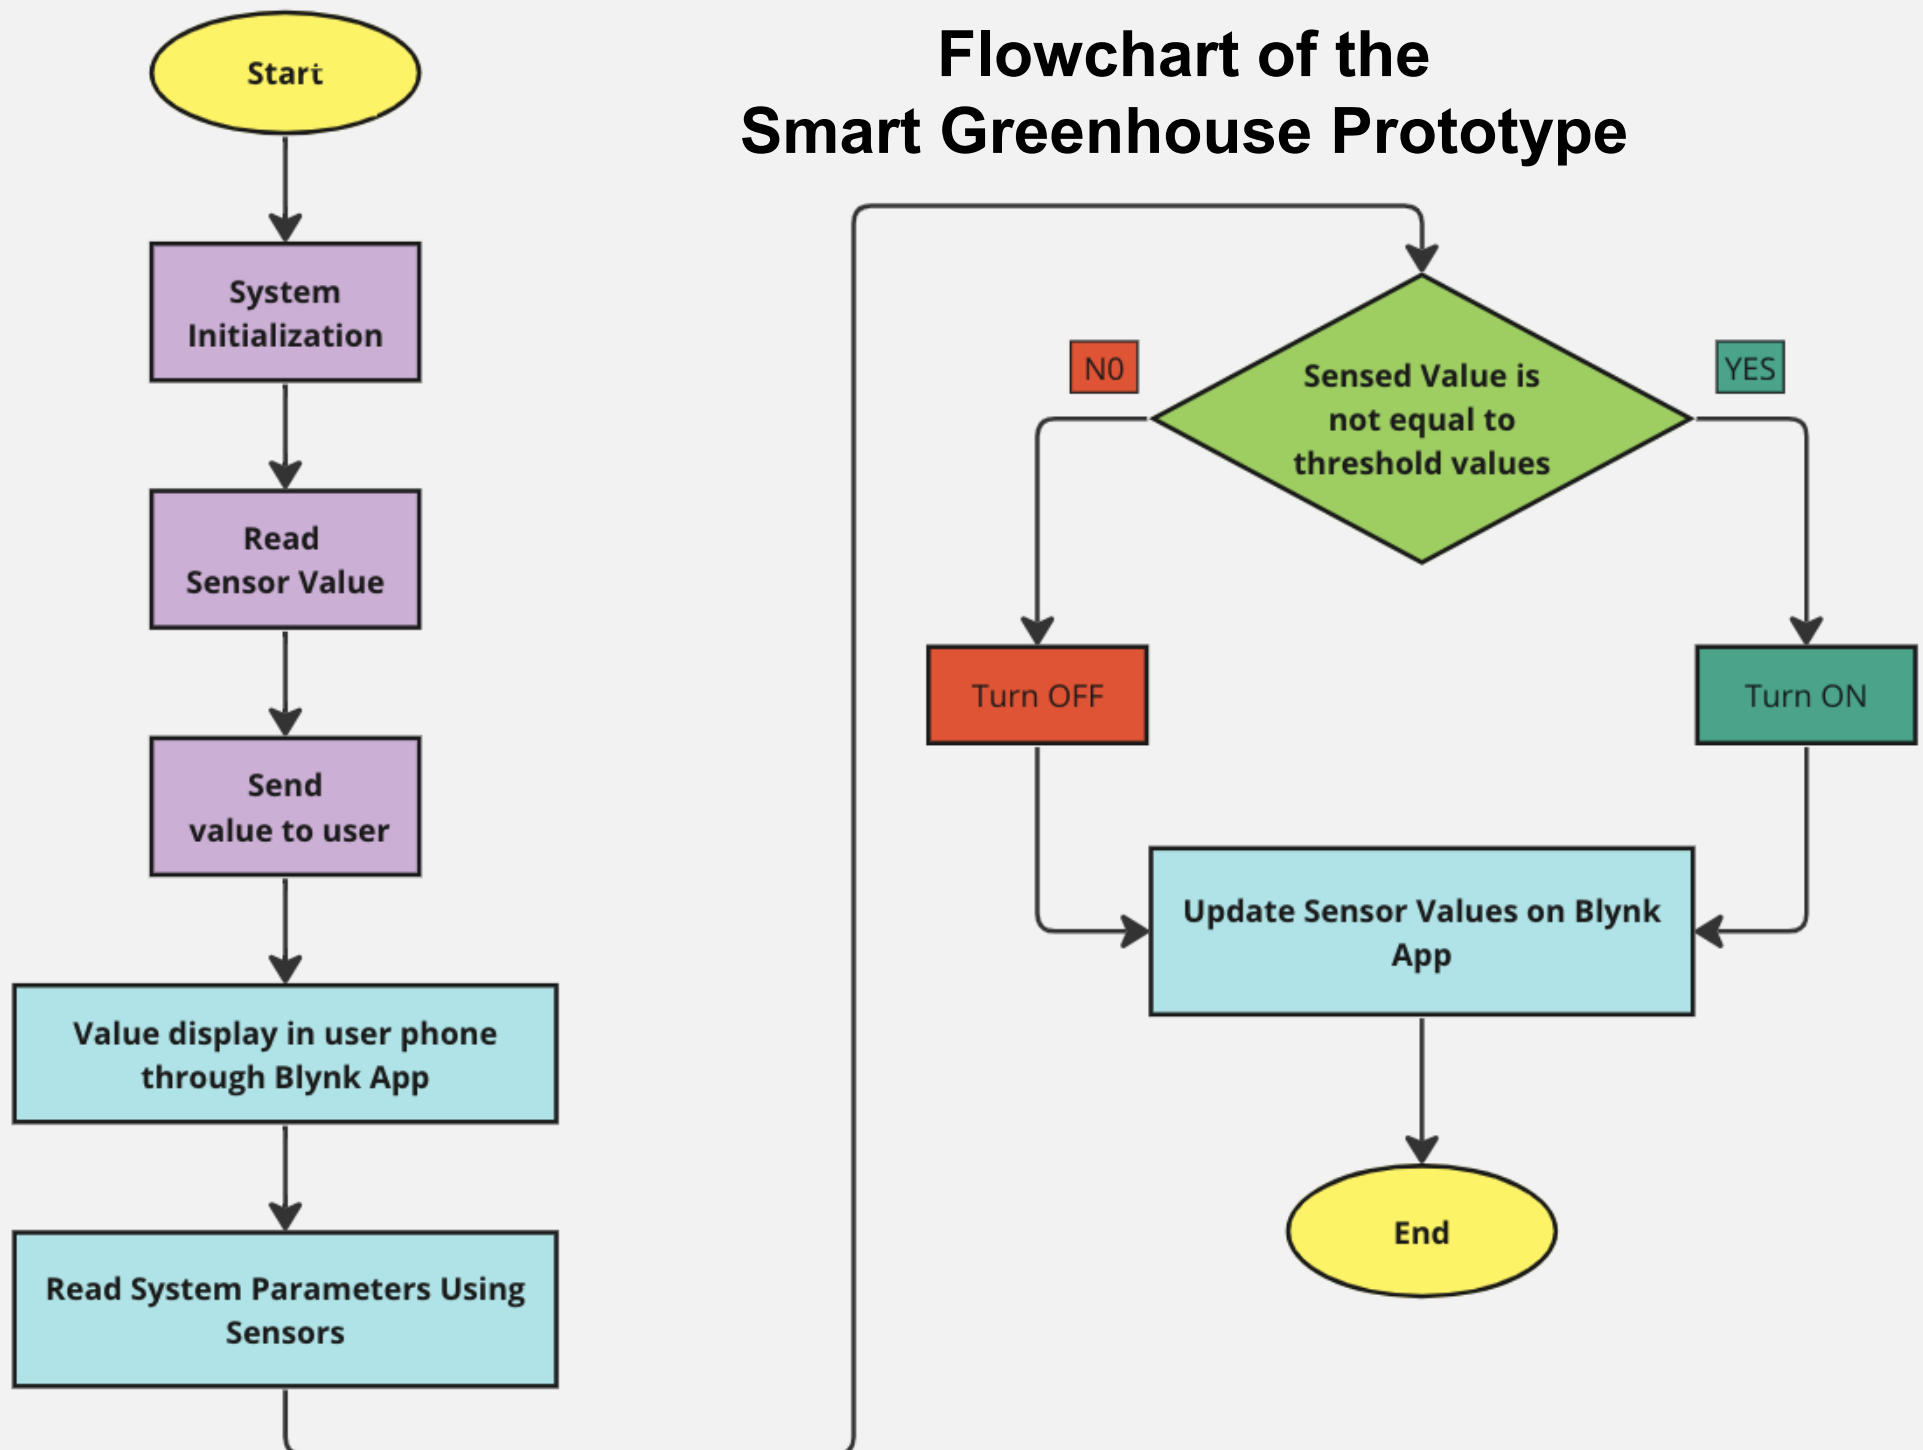 Flowchart of the
Smart Greenhouse Prototype
Start
System
Initialization
Read
Sensor Value
Send
value to user
Value display in user phone
through Blynk App
Read System Parameters Using
Sensors
Sensed Value is
not equal to
threshold values
N0
YES
Turn OFF
Turn ON
Update Sensor Values on Blynk
App
End